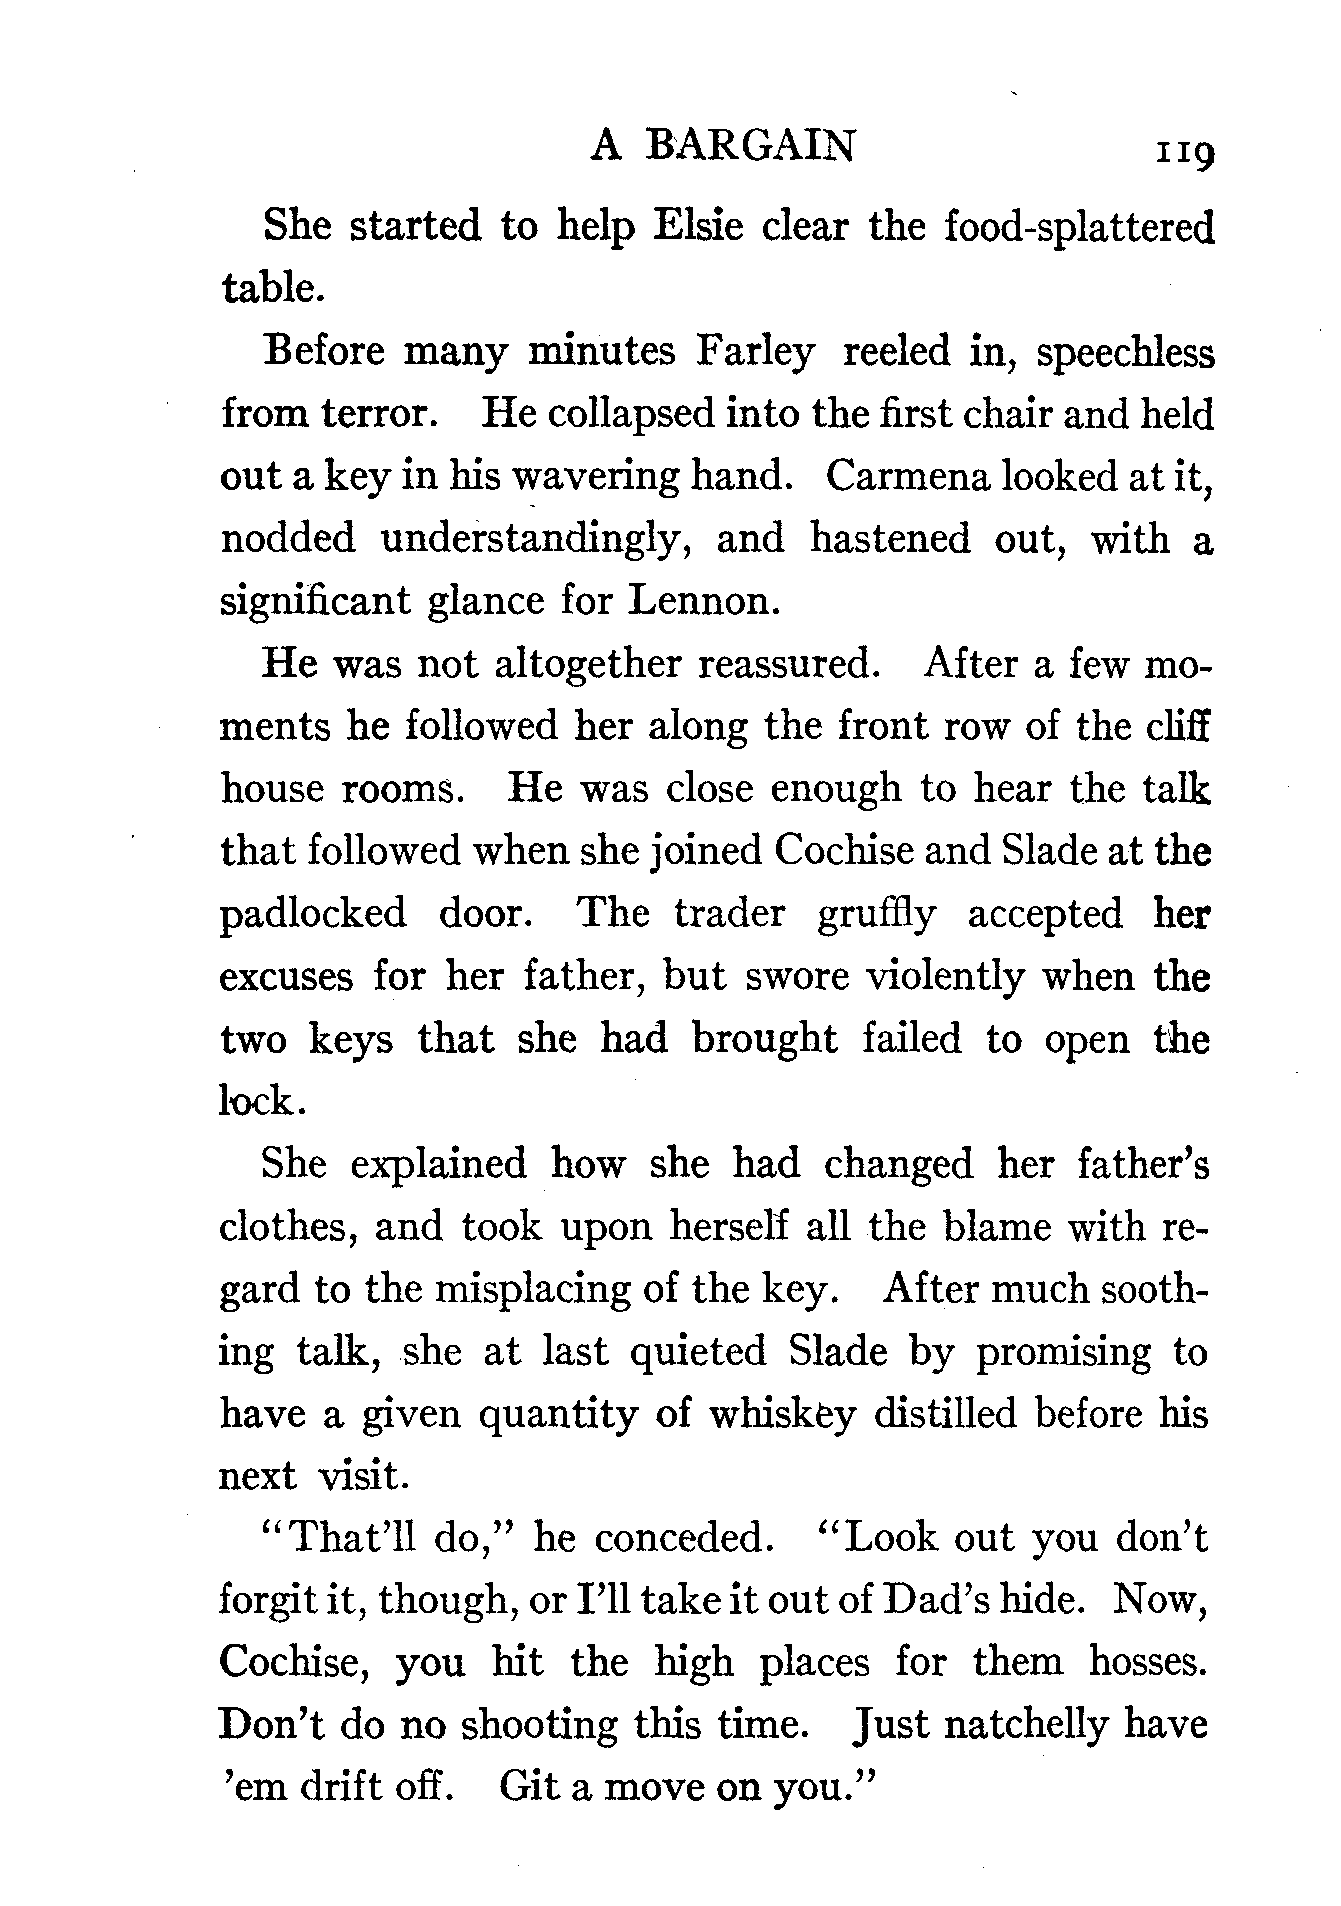 A BARGAIN 119
She started to help Elsie clear the food-splattered
table.
Before many minutes Farley reeled in, speechless
from terror. He collapsed into the first chair and held
out a key in his wavering hand. Carmena looked at it,
nodded understandingly, and hastened out, with a
significant glance for Lennon.
He was not altogether reassured. After a few mo-
ments he followed her along the front row of the cliff
house rooms. He was close enough to hear the talk
that followed when she joined Cochise and Slade at the
padlocked door. The trader gruffly accepted her
excuses for her father, but swore violently when the
two keys that she had brought failed to open the
lock.
She explained how she had changed her father's
clothes, and took upon herself all the blame with re-
gard to the misplacing of the key. After much sooth-
ing talk, she at last quieted Slade by promising to
have a given quantity of whiskey distilled before his
next visit.
"That'll do," he conceded. "Look out you don't
forgit it, though, or I'll take it out of Dad's hide. Now,
Cochise, you hit the high places for them hosses.
Don't do no shooting this time. Just natchelly have
'em drift off. Git a move on you."